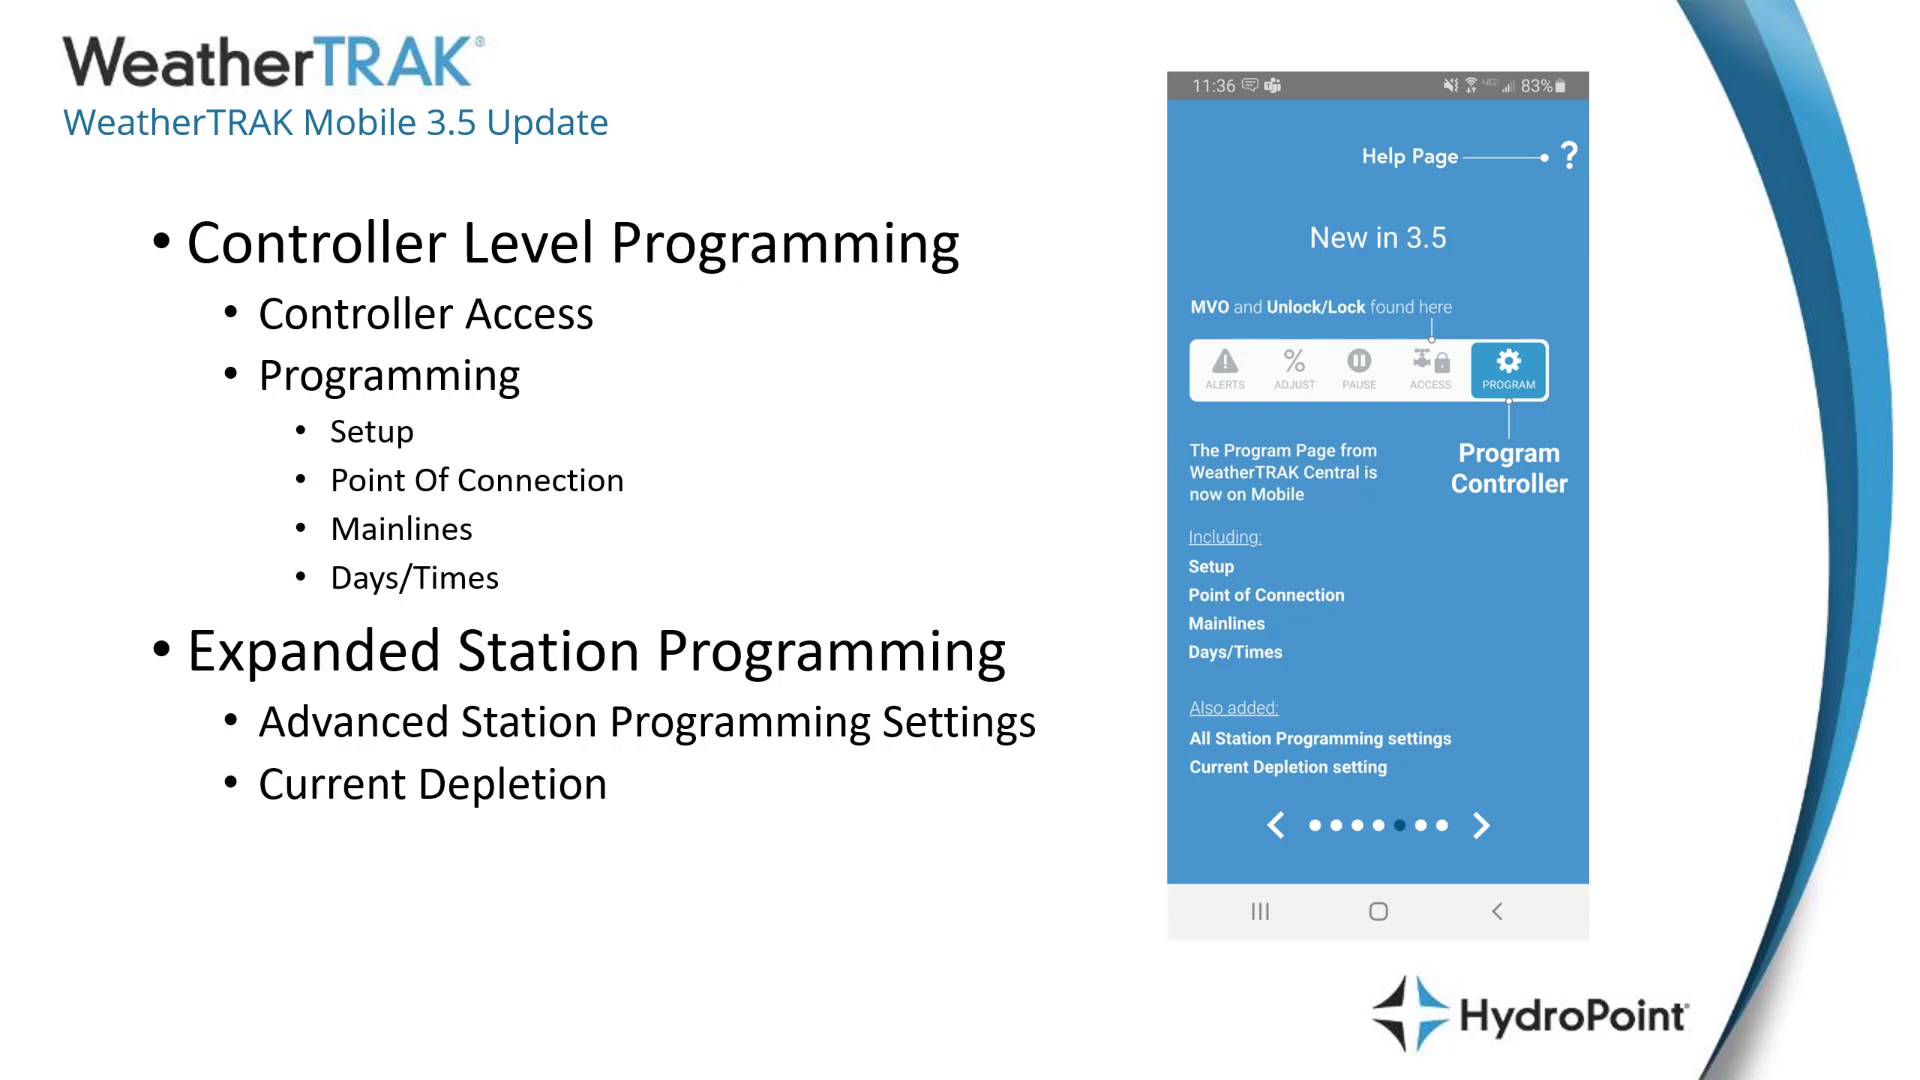 WeatherTRAK®
WeatherTRAK Mobile 3.5 Update
• Controller Level Programming
• Controller Access
• Programming
• Setup
• Point Of Connection
• Mainlines
• Days/Times
• Expanded Station Programming
• Advanced Station Programming Settings
• Current Depletion
11:36 83%
Help Page ?
New in 3.5
MVO and Unlock/Lock found here
ALERTS ADJUST PAUSE ACCESS PROGRAM
The Program Page from
WeatherTRAK Central is
now on Mobile
Program
Controller
Including:
Setup
Point of Connection
Mainlines
Days/Times
Also added:
All Station Programming settings
Current Depletion setting
HydroPoint